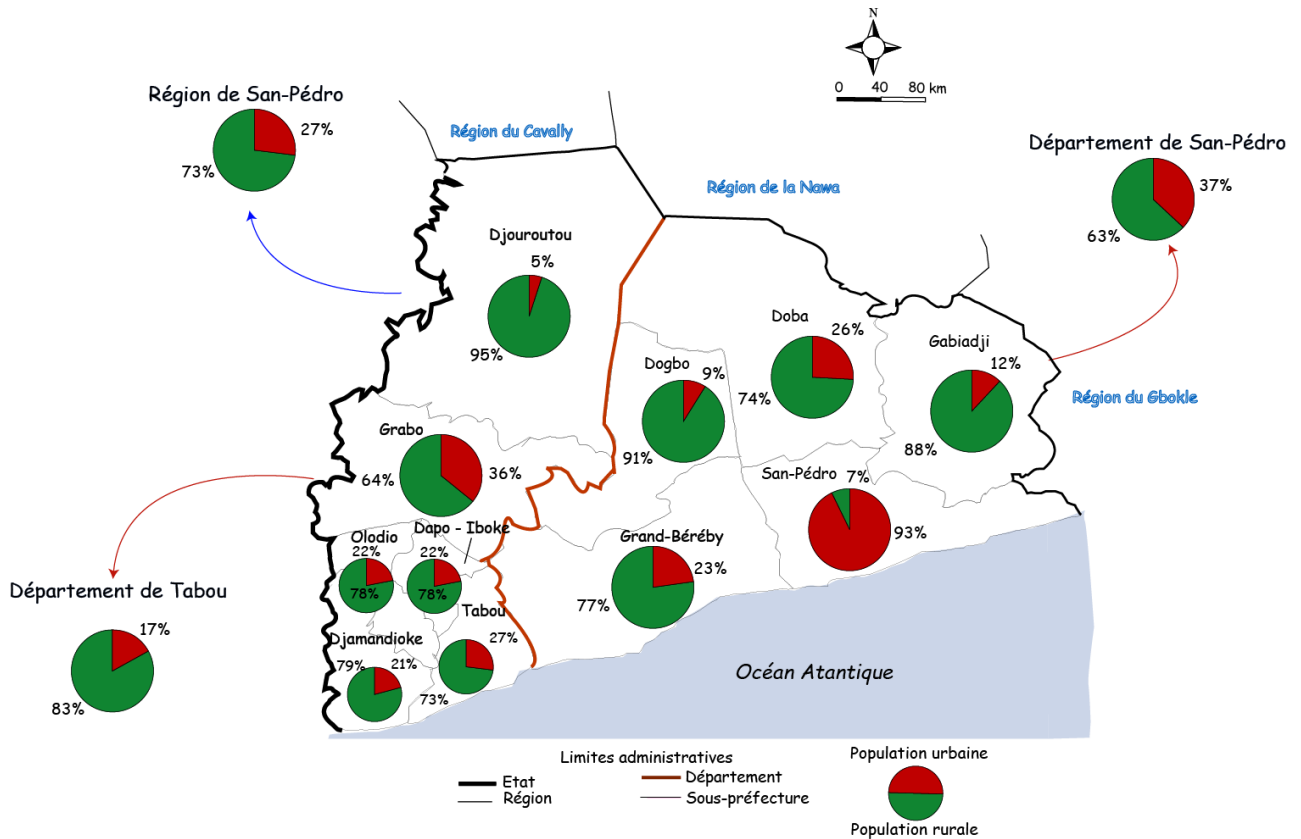 N
0 40 80 km
Région de San-Pédro
27%
73%
Région du Cavally
Région de la Nawa
Département de San-Pédro
37%
63%
Djouroutou
5%
95%
Doba
26%
74%
Gabiadji
12%
88%
Dogbo
9%
91%
Région du Gbokle
Grabo
64%
36%
San-Pédro
7%
93%
Olodio
22%
78%
Dapo - Iboke
22%
78%
Grand-Béréby
23%
77%
Département de Tabou
17%
83%
Tabou
27%
73%
Djamandioke
79%
21%
Océan Atantique
Limites administratives
Etat
Département
Région
Sous-préfecture
Population urbaine
Population rurale